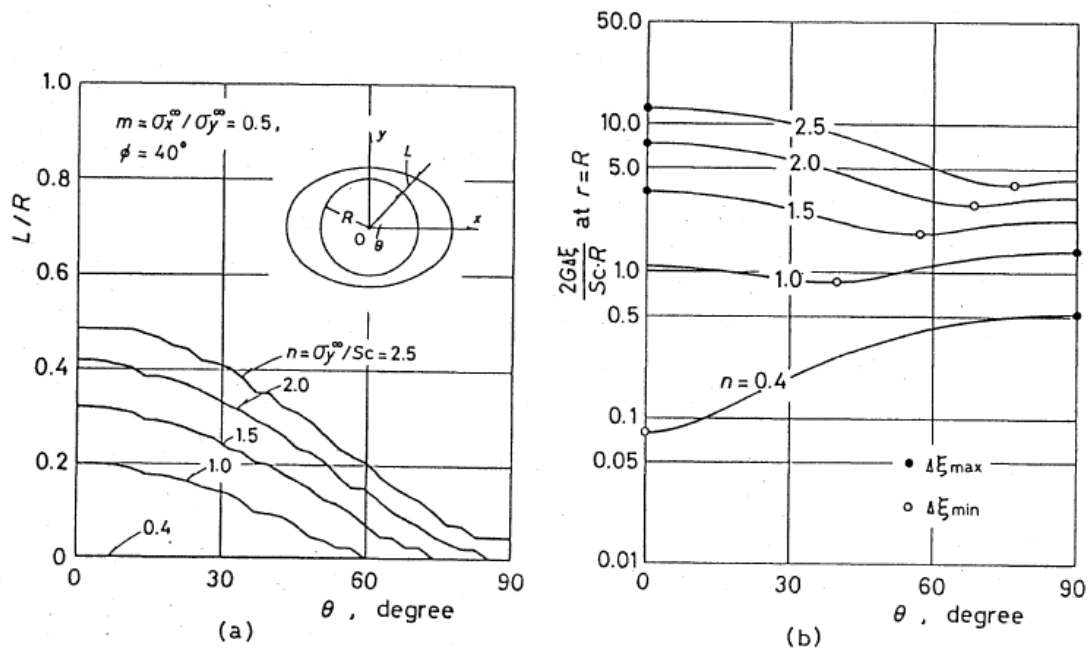 1.0
0.8
0.6
0.4
0.2
0
L/R
m = σx∞/σy∞ = 0.5,
ϕ = 40°
y
L
R
x
O
θ
n = σy∞/Sc = 2.5
2.0
1.5
1.0
0.4
0
30
60
90
θ , degree
(a)
50.0
10.0
5.0
1.0
0.5
0.1
0.05
0.01
2GΔξ
Sc·R
at r=R
2.5
2.0
1.5
1.0
n = 0.4
● Δξmax
○ Δξmin
0
30
60
90
θ , degree
(b)